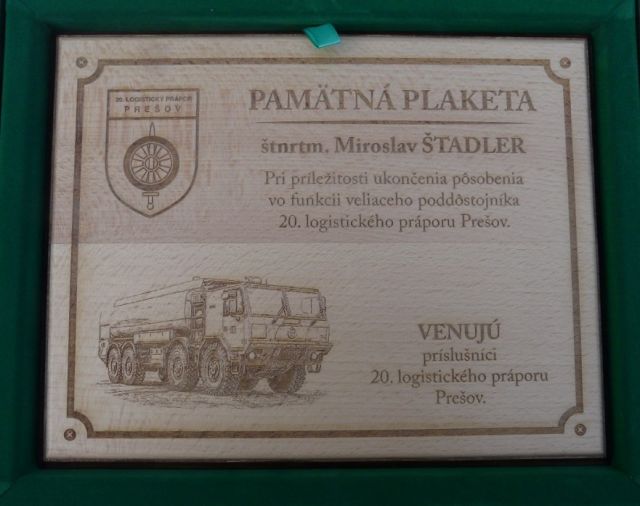 20. LOGISTICKÝ PRÁPOR
PREŠOV
PAMÄTNÁ PLAKETA
štnrtm. Miroslav ŠTADLER
Pri príležitosti ukončenia pôsobenia
vo funkcii veliaceho poddôstojníka
20. logistického práporu Prešov.
VENUJÚ
príslušníci
20. logistického práporu
Prešov.